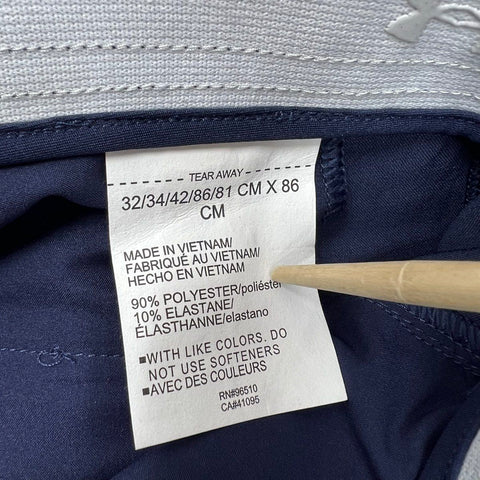 TEAR AWAY
32/34/42/86/81 CM X 86
CM
MADE IN VIETNAM/
FABRIQUÉ AU VIETNAM/
HECHO EN VIETNAM
90% POLYESTER/poliéster
10% ELASTANE/
ÉLASTHANNE/elastano
■WITH LIKE COLORS. DO
NOT USE SOFTENERS
■AVEC DES COULEURS
RN#96510
CA#41095